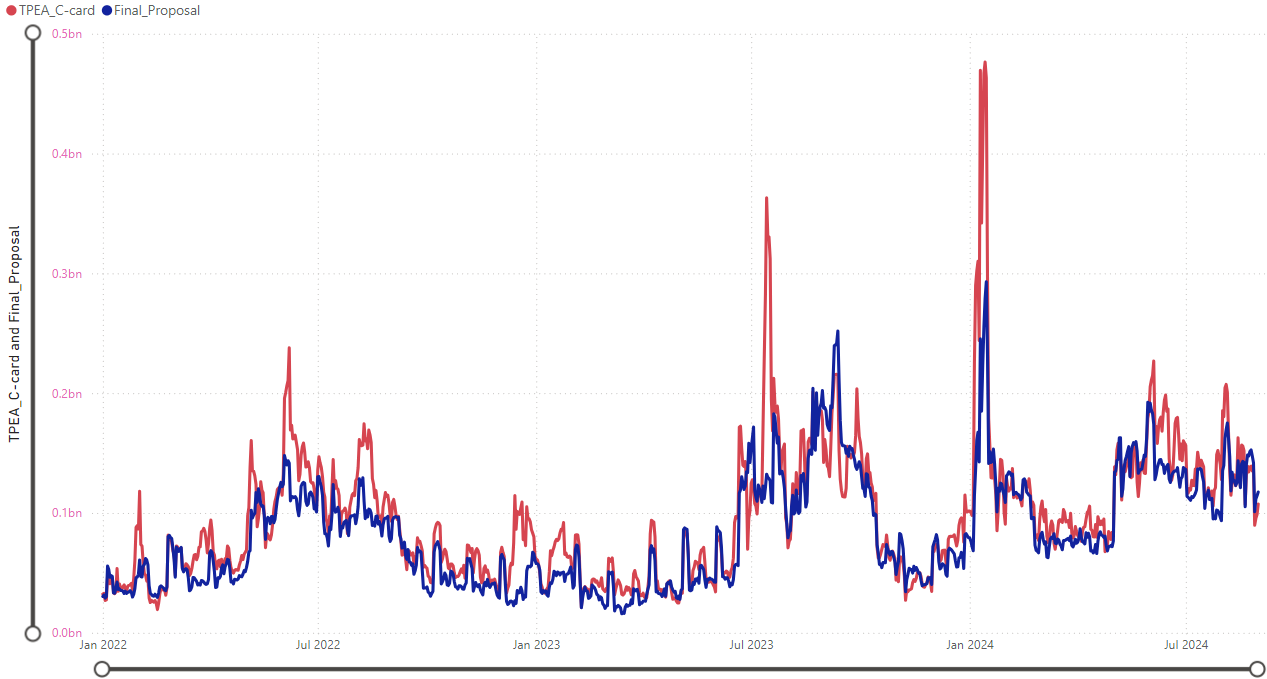 TPEA_C-card Final_Proposal
TPEA_C-card and Final_Proposal
0.5bn
0.4bn
0.3bn
0.2bn
0.1bn
0.0bn
Jan 2022 Jul 2022 Jan 2023 Jul 2023 Jan 2024 Jul 2024